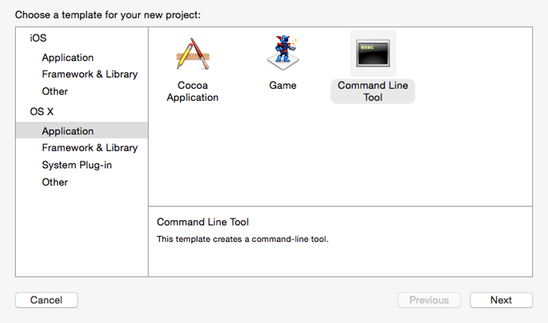 Choose a template for your new project:
iOS
Application
Framework & Library
Other
OS X
Application
Framework & Library
System Plug-in
Other
Cocoa
Application
Game
exec
Command Line
Tool
Command Line Tool
This template creates a command-line tool.
Cancel
Previous
Next